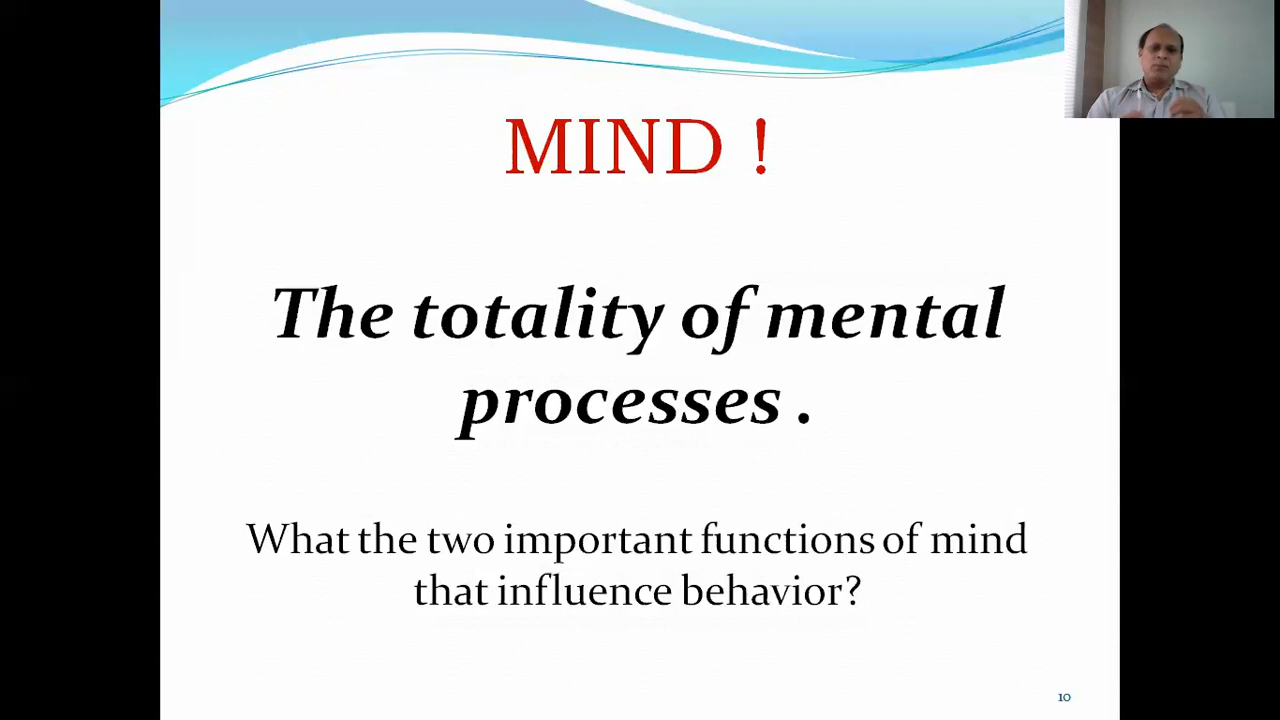 MIND !
The totality of mental
processes .
What the two important functions of mind
that influence behavior?
10